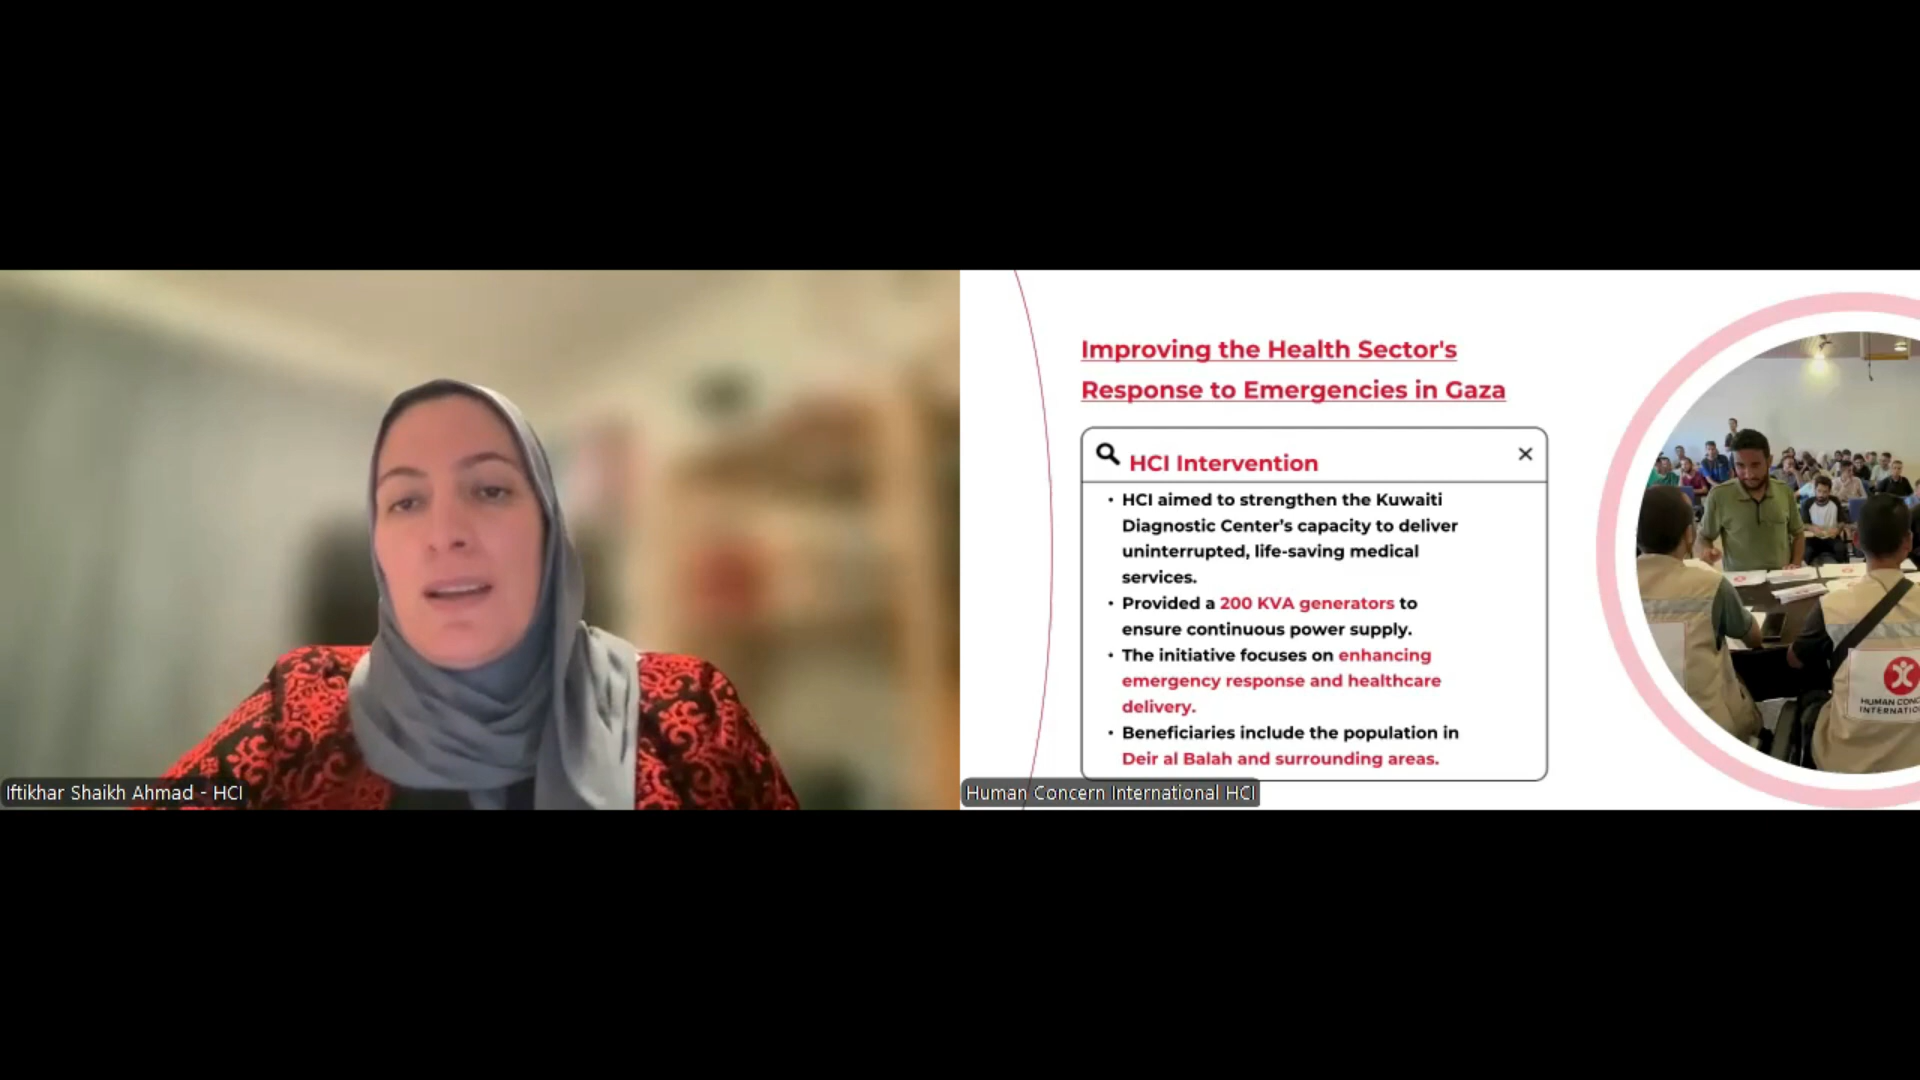 Improving the Health Sector's
Response to Emergencies in Gaza
HCI Intervention
• HCI aimed to strengthen the Kuwaiti
Diagnostic Center’s capacity to deliver
uninterrupted, life-saving medical
services.
• Provided a 200 KVA generators to
ensure continuous power supply.
• The initiative focuses on enhancing
emergency response and healthcare
delivery.
• Beneficiaries include the population in
Deir al Balah and surrounding areas.
HUMAN CONC
INTERNATIO
Iftikhar Shaikh Ahmad - HCI
Human Concern International HCI